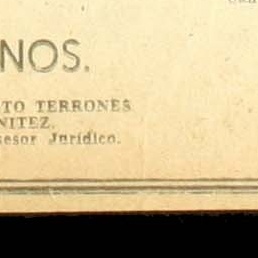 NOS.
TO TERRONES
NITEZ.
sesor Jurídico.